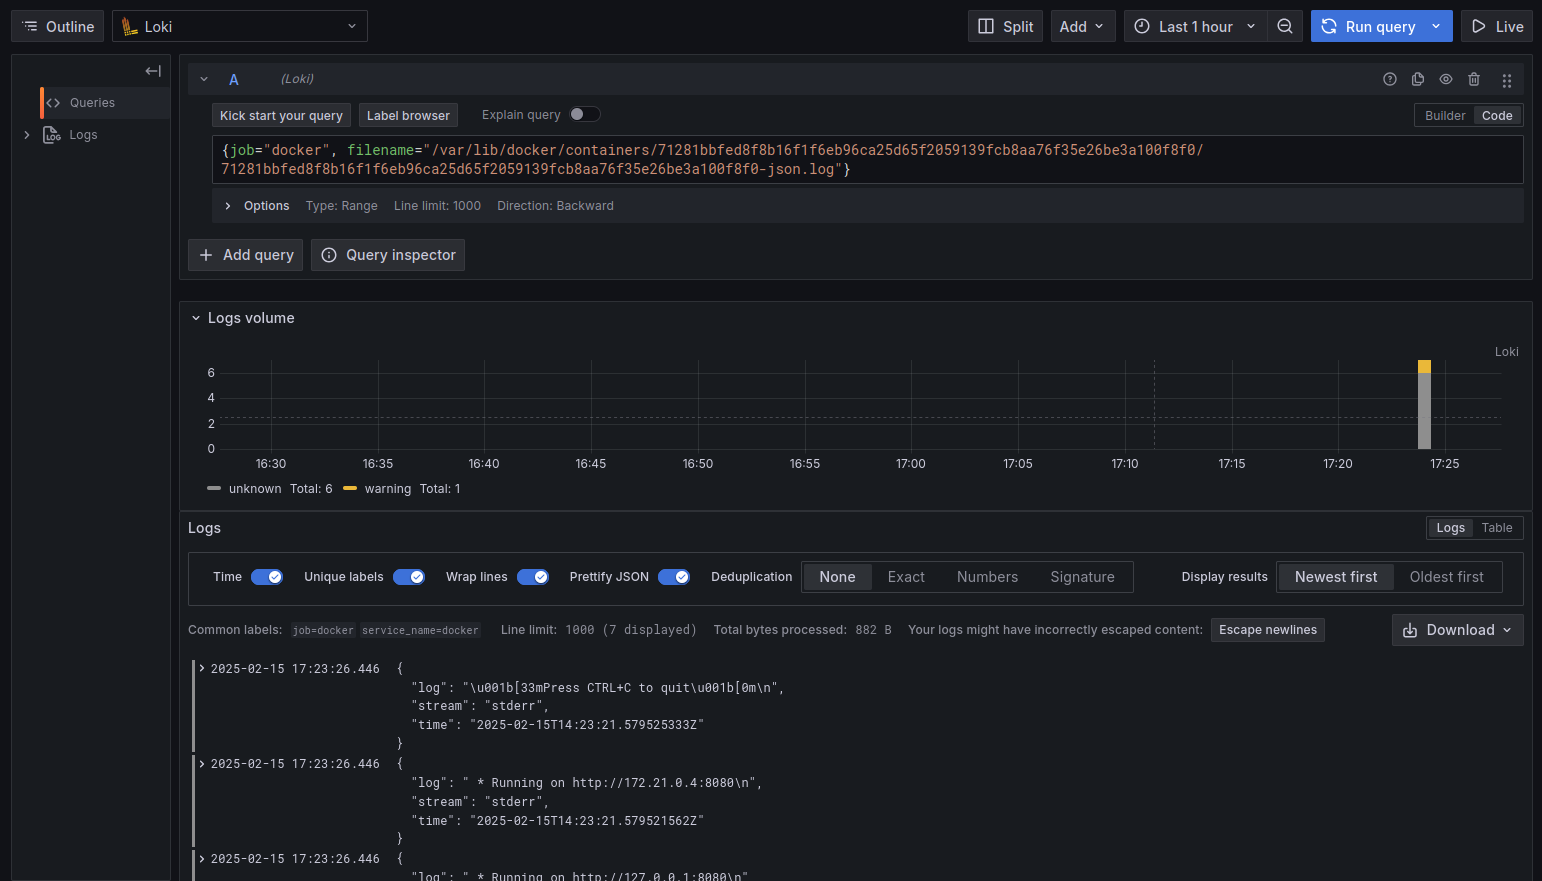 Outline
Loki
Split
Add
Last 1 hour
Run query
Live
Queries
Logs
A (Loki)
Kick start your query
Label browser
Explain query
Builder
Code
{job="docker", filename="/var/lib/docker/containers/71281bbfed8f8b16f1f6eb96ca25d65f2059139fcb8aa76f35e26be3a100f8f0/
71281bbfed8f8b16f1f6eb96ca25d65f2059139fcb8aa76f35e26be3a100f8f0-json.log"}
Options Type: Range Line limit: 1000 Direction: Backward
Add query
Query inspector
Logs volume
Loki
6
4
2
0
16:30 16:35 16:40 16:45 16:50 16:55 17:00 17:05 17:10 17:15 17:20 17:25
unknown Total: 6 warning Total: 1
Logs
Logs Table
Time Unique labels Wrap lines Prettify JSON Deduplication None Exact Numbers Signature Display results Newest first Oldest first
Common labels: job=docker service_name=docker Line limit: 1000 (7 displayed) Total bytes processed: 882 B Your logs might have incorrectly escaped content: Escape newlines Download
2025-02-15 17:23:26.446 {
"log": "\u001b[33mPress CTRL+C to quit\u001b[0m\n",
"stream": "stderr",
"time": "2025-02-15T14:23:21.579525333Z"
}
2025-02-15 17:23:26.446 {
"log": " * Running on http://172.21.0.4:8080\n",
"stream": "stderr",
"time": "2025-02-15T14:23:21.579521562Z"
}
2025-02-15 17:23:26.446 {
"log": " * Running on http://127.0.0.1:8080\n"